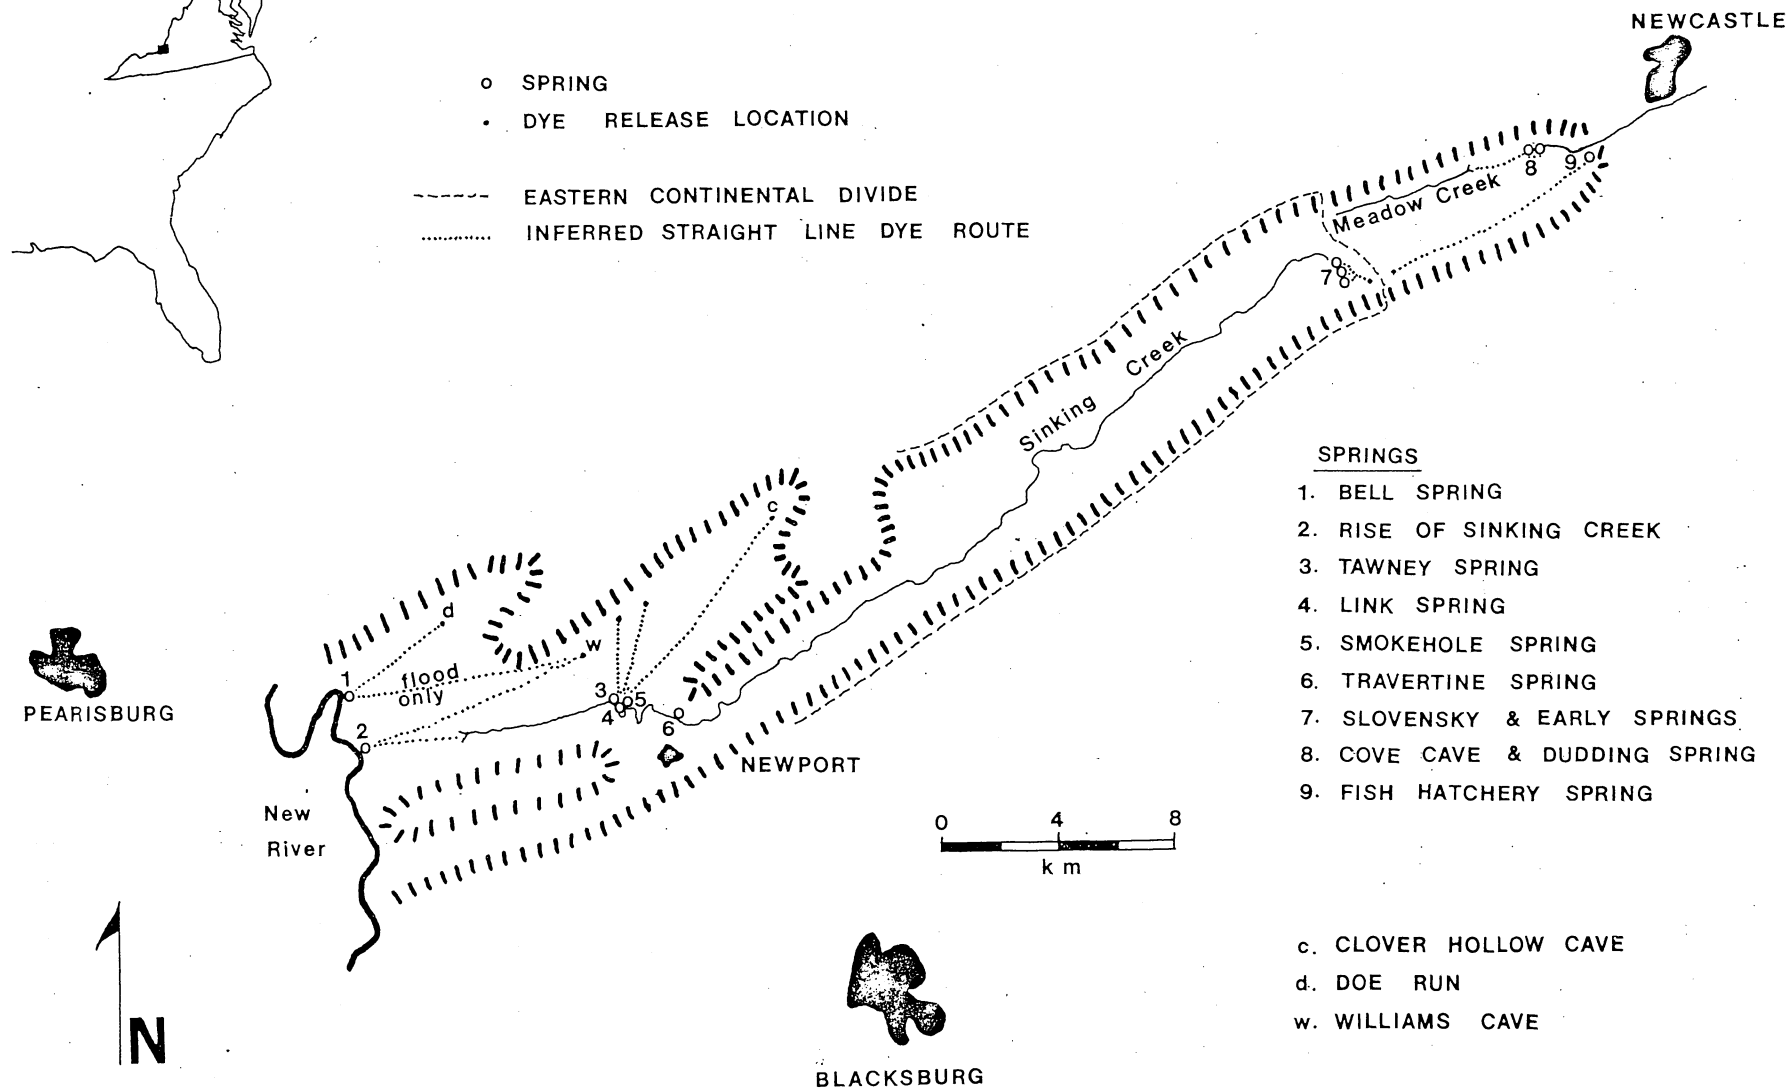 NEWCASTLE
o SPRING
• DYE RELEASE LOCATION
EASTERN CONTINENTAL DIVIDE
INFERRED STRAIGHT LINE DYE ROUTE
8
9
Meadow Creek
7
Sinking Creek
SPRINGS
1. BELL SPRING
2. RISE OF SINKING CREEK
3. TAWNEY SPRING
4. LINK SPRING
5. SMOKEHOLE SPRING
6. TRAVERTINE SPRING
7. SLOVENSKY & EARLY SPRINGS
8. COVE CAVE & DUDDING SPRING
9. FISH HATCHERY SPRING
c
d
w
1
flood
only
3
5
4
6
2
PEARISBURG
NEWPORT
New
River
0 4 8
km
N
BLACKSBURG
c. CLOVER HOLLOW CAVE
d. DOE RUN
w. WILLIAMS CAVE